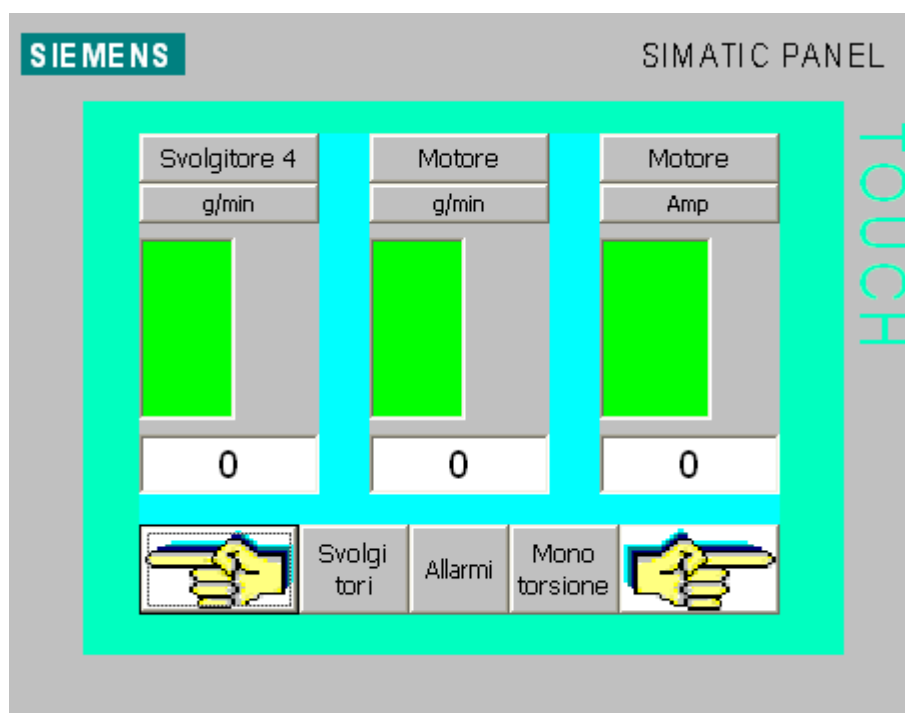 SIEMENS
SIMATIC PANEL
TOUCH
Svolgitore 4
Motore
Motore
g/min
g/min
Amp
0
0
0
Svolgi
tori
Allarmi
Mono
torsione